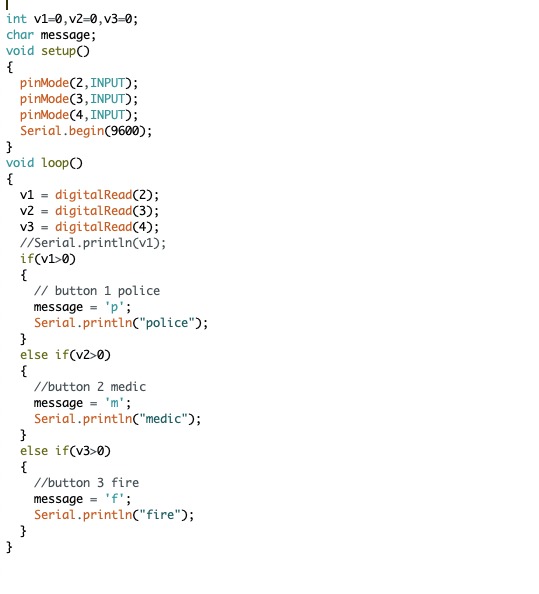 int v1=0,v2=0,v3=0;
char message;
void setup()
{
  pinMode(2,INPUT);
  pinMode(3,INPUT);
  pinMode(4,INPUT);
  Serial.begin(9600);
}
void loop()
{
  v1 = digitalRead(2);
  v2 = digitalRead(3);
  v3 = digitalRead(4);
  //Serial.println(v1);
  if(v1>0)
  {
    // button 1 police
    message = 'p';
    Serial.println("police");
  }
  else if(v2>0)
  {
    //button 2 medic
    message = 'm';
    Serial.println("medic");
  }
  else if(v3>0)
  {
    //button 3 fire
    message = 'f';
    Serial.println("fire");
  }
}